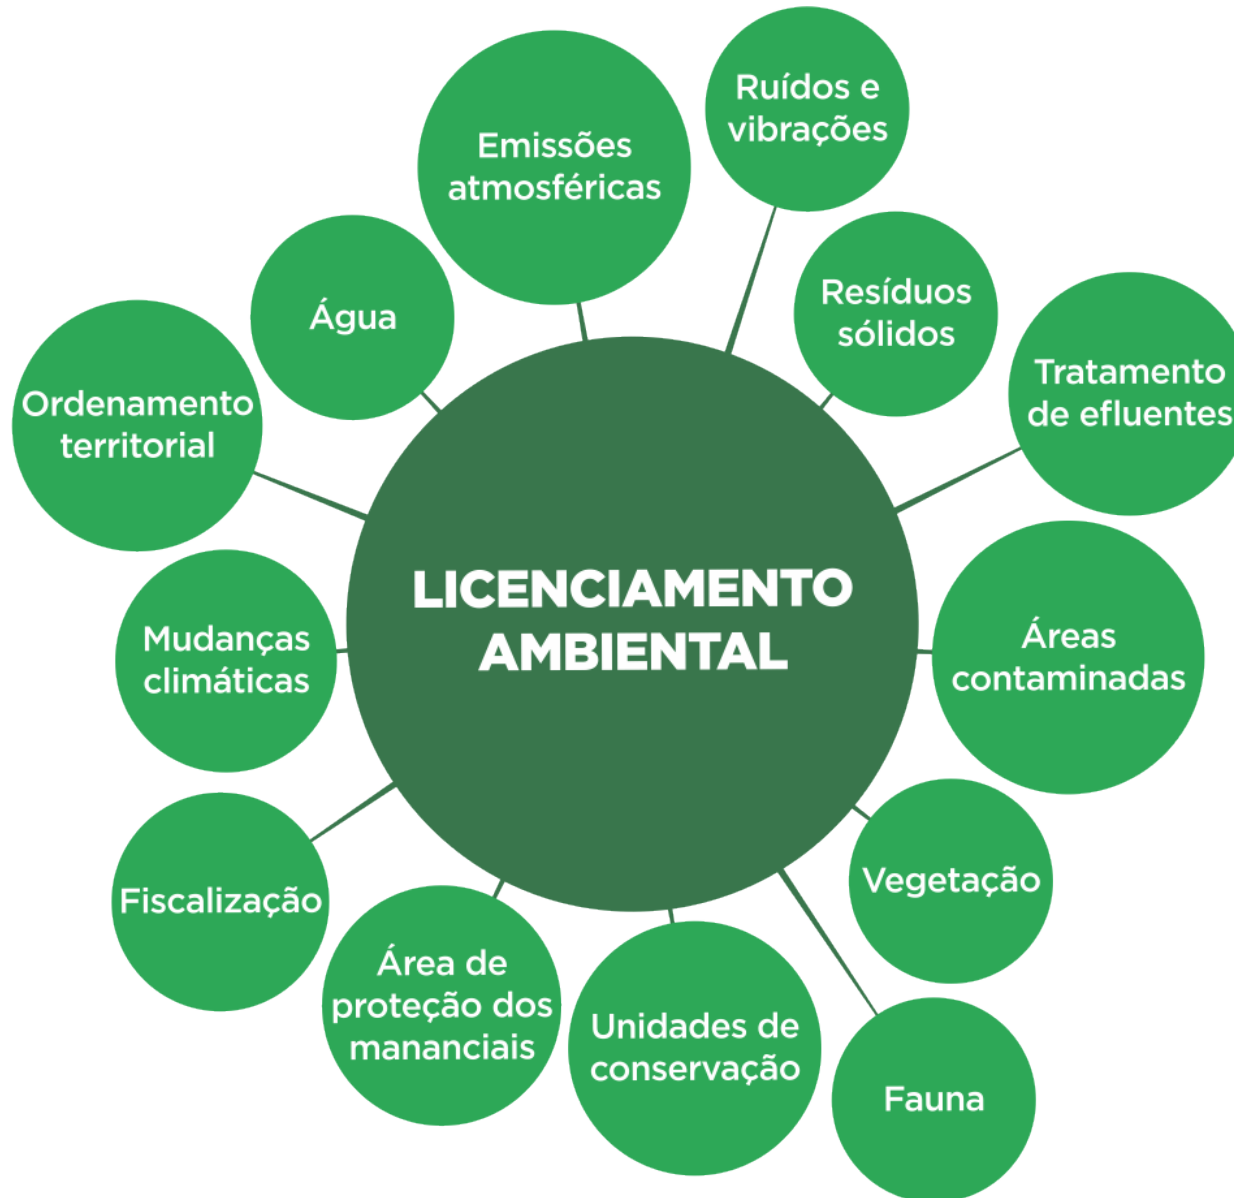 Ruídos e
vibrações
Emissões
atmosféricas
Resíduos
sólidos
Água
Tratamento
de efluentes
Ordenamento
territorial
LICENCIAMENTO
AMBIENTAL
Mudanças
climáticas
Áreas
contaminadas
Vegetação
Fiscalização
Área de
proteção dos
mananciais
Unidades de
conservação
Fauna